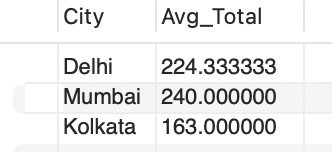 City Avg_Total
Delhi 224.333333
Mumbai 240.000000
Kolkata 163.000000